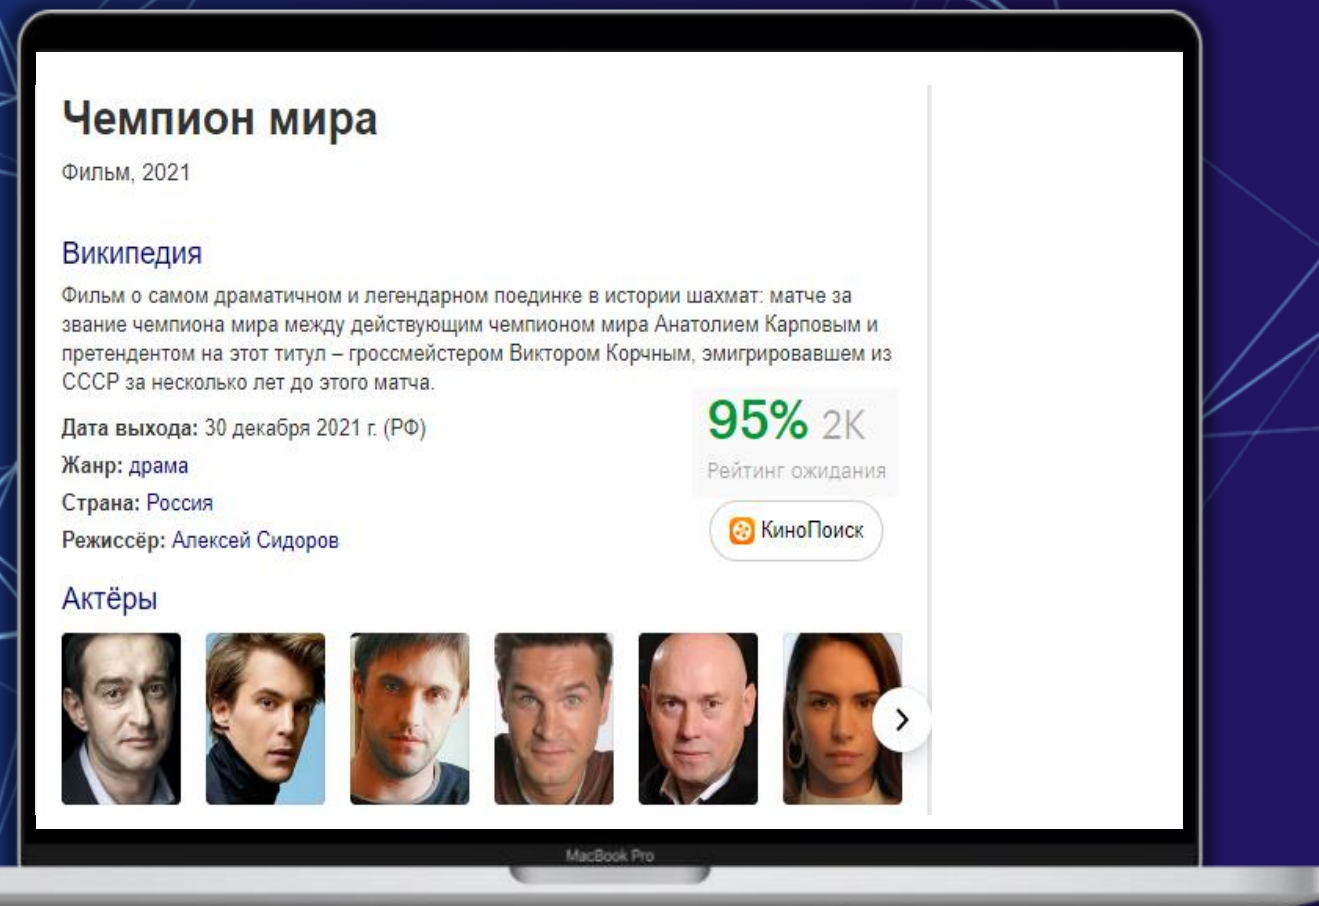 Чемпион мира
Фильм, 2021
Википедия
Фильм о самом драматичном и легендарном поединке в истории шахмат: матче за
звание чемпиона мира между действующим чемпионом мира Анатолием Карповым и
претендентом на этот титул – гроссмейстером Виктором Корчным, эмигрировавшем из
СССР за несколько лет до этого матча.
Дата выхода: 30 декабря 2021 г. (РФ)
Жанр: драма
Страна: Россия
Режиссёр: Алексей Сидоров
95% 2K
Рейтинг ожидания
КиноПоиск
Актёры
MacBook Pro